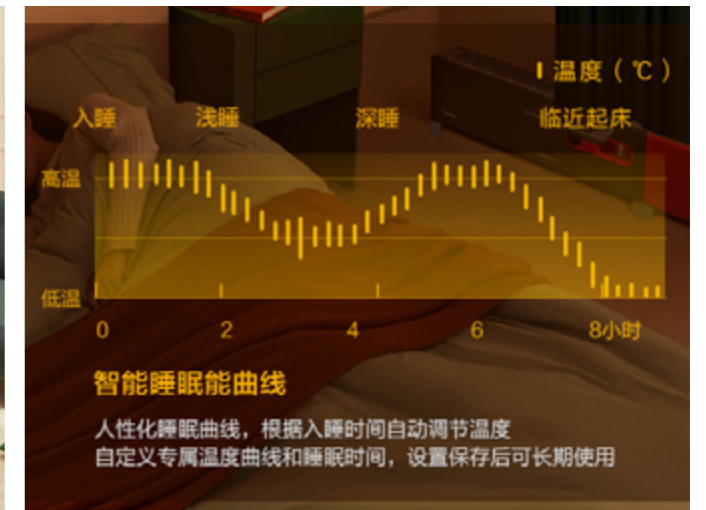 温度（℃）
入睡 浅睡 深睡 临近起床
高温
低温
0 2 4 6 8小时
智能睡眠能曲线
人性化睡眠曲线，根据入睡时间自动调节温度
自定义专属温度曲线和睡眠时间，设置保存后可长期使用